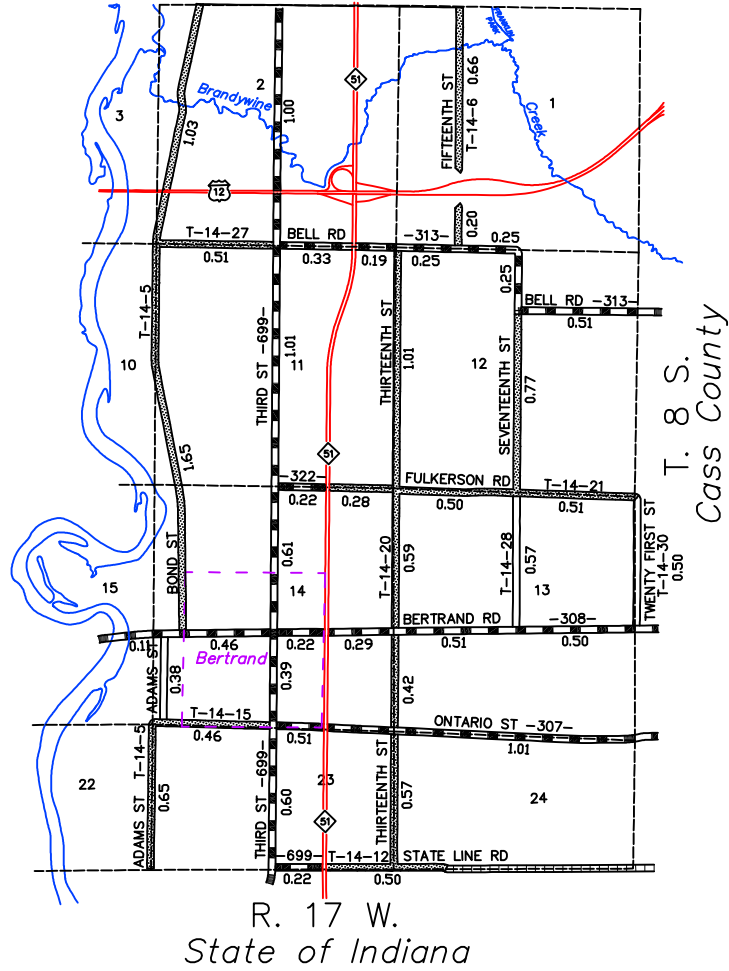 FRANKLIN
PARK
51
2
3
1
Brandywine
Creek
1.00
1.03
FIFTEENTH ST 0.66
T-14-6
12
0.20
T-14-27
BELL RD
-313-
0.25
0.51
0.33
0.19
0.25
0.25
T-14-5
BELL RD -313-
0.51
THIRD ST -699-
1.01
11
THIRTEENTH ST
1.01
10
12
SEVENTEENTH ST
0.77
T. 8 S.
Cass County
51
1.65
-322-
FULKERSON RD
T-14-21
0.22
0.28
0.50
0.51
BOND ST
0.61
T-14-20
0.59
T-14-28
0.57
TWENTY FIRST ST
T-14-30
0.50
15
14
13
BERTRAND RD
-308-
0.11
0.46
0.22
0.29
0.51
0.50
ADAMS ST
0.38
Bertrand
0.39
0.42
T-14-15
ONTARIO ST -307-
0.46
0.51
1.01
ADAMS ST T-14-5
0.65
THIRD ST -699-
0.60
THIRTEENTH ST
0.57
22
23
24
51
-699-
T-14-12
STATE LINE RD
0.22
0.50
R. 17 W.
State of Indiana